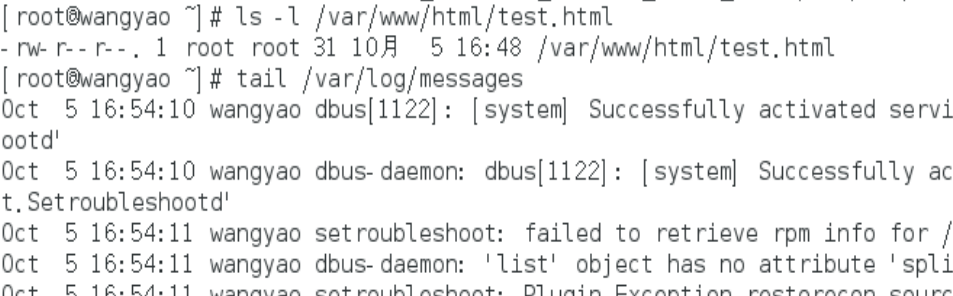 [root@wangyao ~]# ls -l /var/www/html/test.html
-rw-r--r--. 1 root root 31 10月  5 16:48 /var/www/html/test.html
[root@wangyao ~]# tail /var/log/messages
Oct  5 16:54:10 wangyao dbus[1122]: [system] Successfully activated servi
ootd'
Oct  5 16:54:10 wangyao dbus-daemon: dbus[1122]: [system] Successfully ac
t.Setroubleshootd'
Oct  5 16:54:11 wangyao setroubleshoot: failed to retrieve rpm info for /
Oct  5 16:54:11 wangyao dbus-daemon: 'list' object has no attribute 'spli
Oct  5 16:54:11 wangyao setroubleshoot: Plugin Exception restorecon sourc